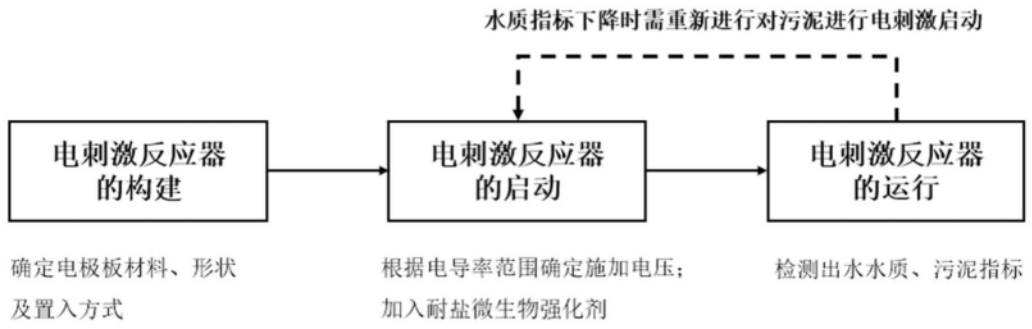 水质指标下降时需重新进行对污泥进行电刺激启动
电刺激反应器
的构建
电刺激反应器
的启动
电刺激反应器
的运行
确定电极板材料、形状
及置入方式
根据电导率范围确定施加电压；
加入耐盐微生物强化剂
检测出水水质、污泥指标